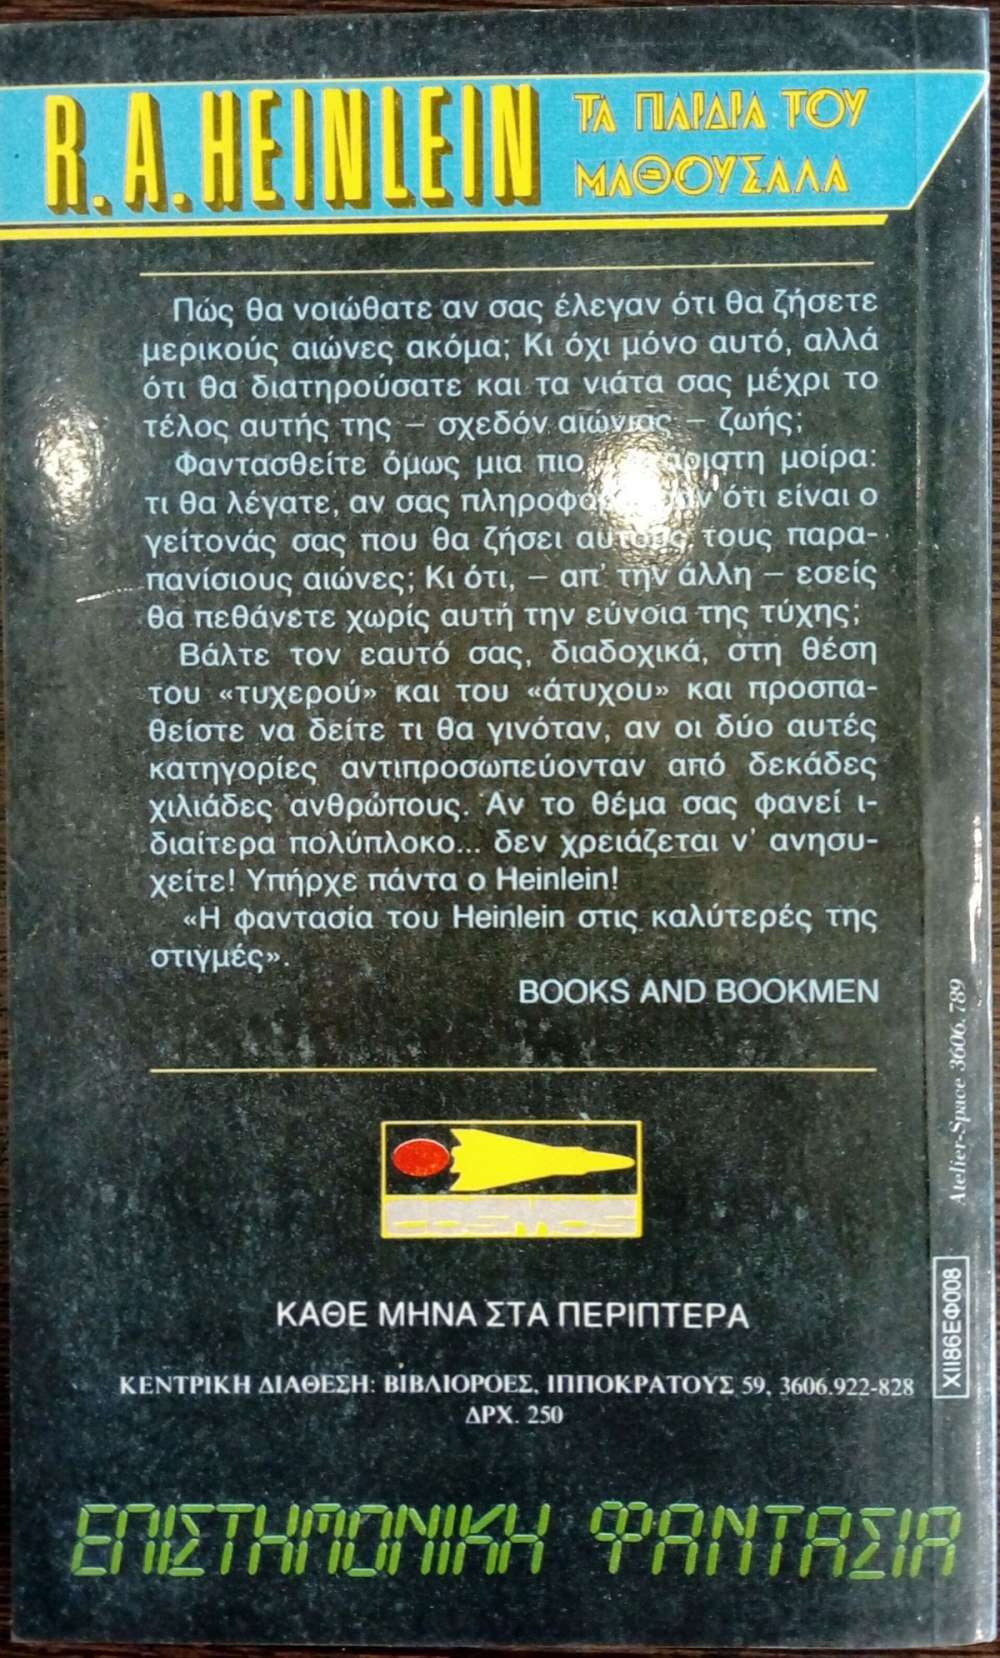 R.A. HEINLEIN
ΤΑ ΠΑΙΔΙΑ ΤΟΥ
ΜΑΘΟΥΣΑΛΑ
Πώς θα νοιώθατε αν σας έλεγαν ότι θα ζήσετε
μερικούς αιώνες ακόμα; Κι όχι μόνο αυτό, αλλά
ότι θα διατηρούσατε και τα νιάτα σας μέχρι το
τέλος αυτής της – σχεδόν αιώνιας – ζωής;
Φαντασθείτε όμως μια πιο μοίρα:
τι θα λέγατε, αν σας ότι είναι ο
γείτονάς σας που θα ζήσει αυτούς τους παρα-
πανίσιους αιώνες; Κι ότι, – απ' την άλλη – εσείς
θα πεθάνετε χωρίς αυτή την εύνοια της τύχης;
Βάλτε τον εαυτό σας, διαδοχικά, στη θέση
του «τυχερού» και του «άτυχου» και προσπα-
θείστε να δείτε τι θα γινόταν, αν οι δύο αυτές
κατηγορίες αντιπροσωπεύονταν από δεκάδες
χιλιάδες ανθρώπους. Αν το θέμα σας φανεί ι-
διαίτερα πολύπλοκο... δεν χρειάζεται ν' ανησυ-
χείτε! Υπήρχε πάντα ο Heinlein!
«Η φαντασία του Heinlein στις καλύτερές της
στιγμές».
BOOKS AND BOOKMEN
COSMOS
ΚΑΘΕ ΜΗΝΑ ΣΤΑ ΠΕΡΙΠΤΕΡΑ
ΚΕΝΤΡΙΚΗ ΔΙΑΘΕΣΗ: ΒΙΒΛΙΟΡΟΕΣ, ΙΠΠΟΚΡΑΤΟΥΣ 59, 3606.922-828
ΔΡΧ. 250
ΕΠΙΣΤΗΜΟΝΙΚΗ ΦΑΝΤΑΣΙΑ
Atelier-Space 3606.789
XII86ΕΦ008